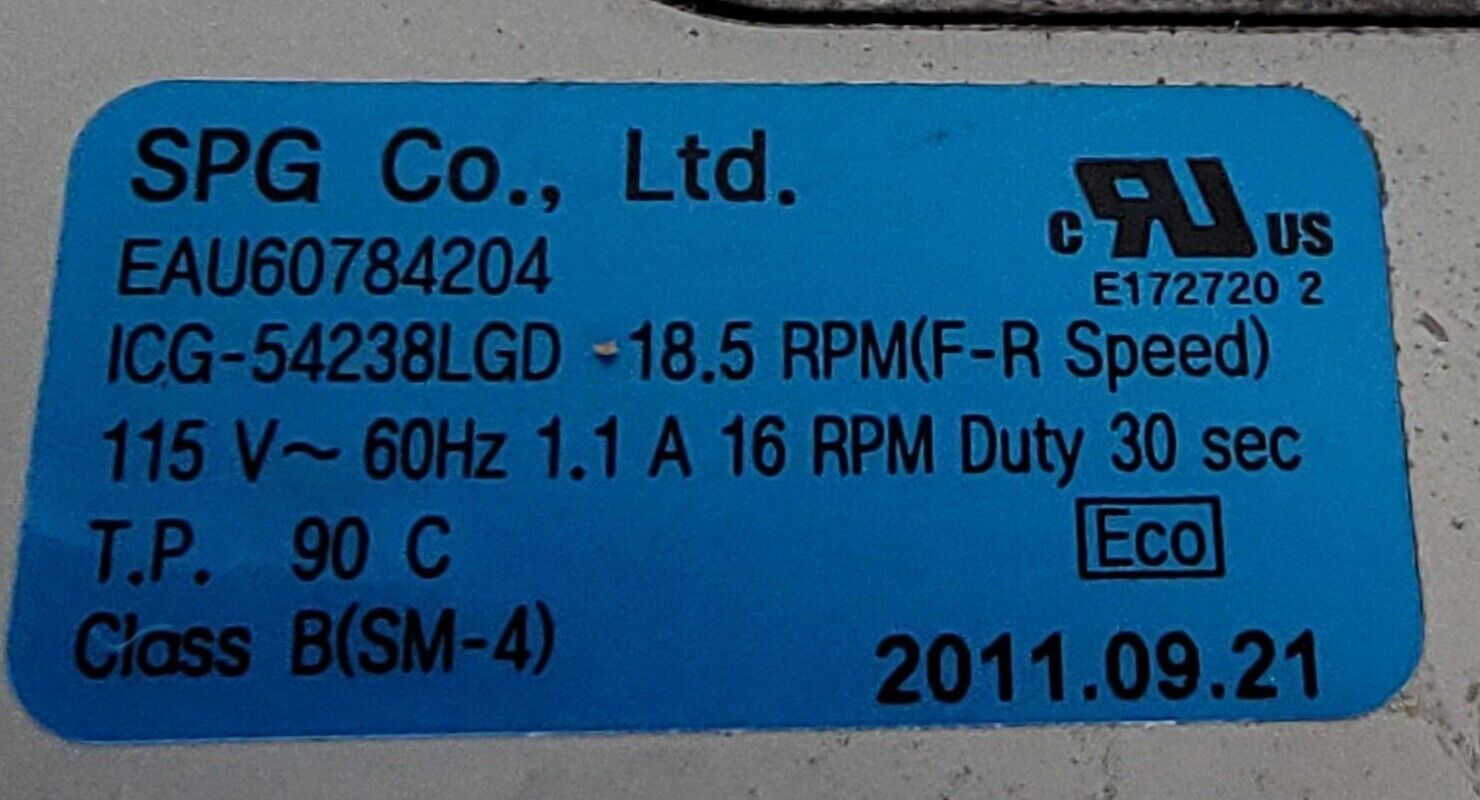 SPG Co., Ltd.
c RU US
EAU60784204
E172720 2
ICG-54238LGD 18.5 RPM(F-R Speed)
115 V~ 60Hz 1.1 A 16 RPM Duty 30 sec
T.P. 90 C
Eco
Class B(SM-4)
2011.09.21